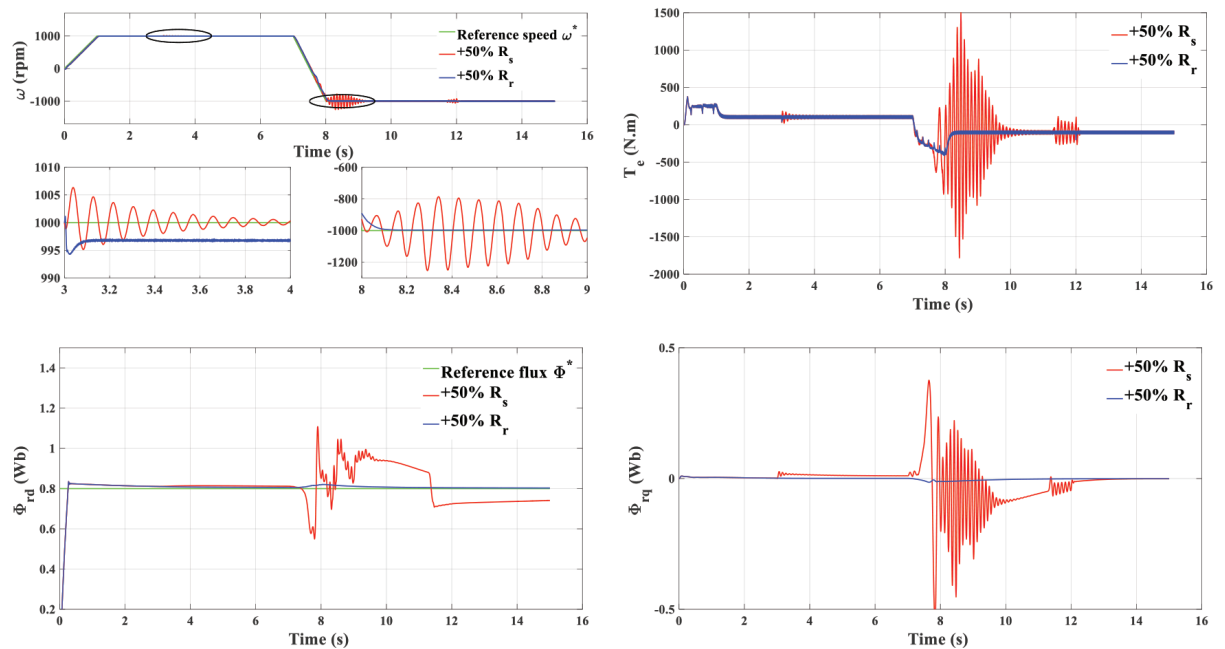 1000
0
-1000
ω (rpm)
Reference speed ω*
+50% Rs
+50% Rr
0 2 4 6 8 10 12 14 16
Time (s)
1010
1005
1000
995
990
3 3.2 3.4 3.6 3.8 4
-600
-800
-1000
-1200
8 8.2 8.4 8.6 8.8 9
1500
1000
500
0
-500
-1000
-1500
-2000
Te (N.m)
+50% Rs
+50% Rr
0 2 4 6 8 10 12 14 16
Time (s)
1.4
1.2
1
0.8
0.6
0.4
0.2
Φrd (Wb)
Reference flux Φ*
+50% Rs
+50% Rr
0 2 4 6 8 10 12 14 16
Time (s)
0.5
0
-0.5
Φrq (Wb)
+50% Rs
+50% Rr
0 2 4 6 8 10 12 14 16
Time (s)